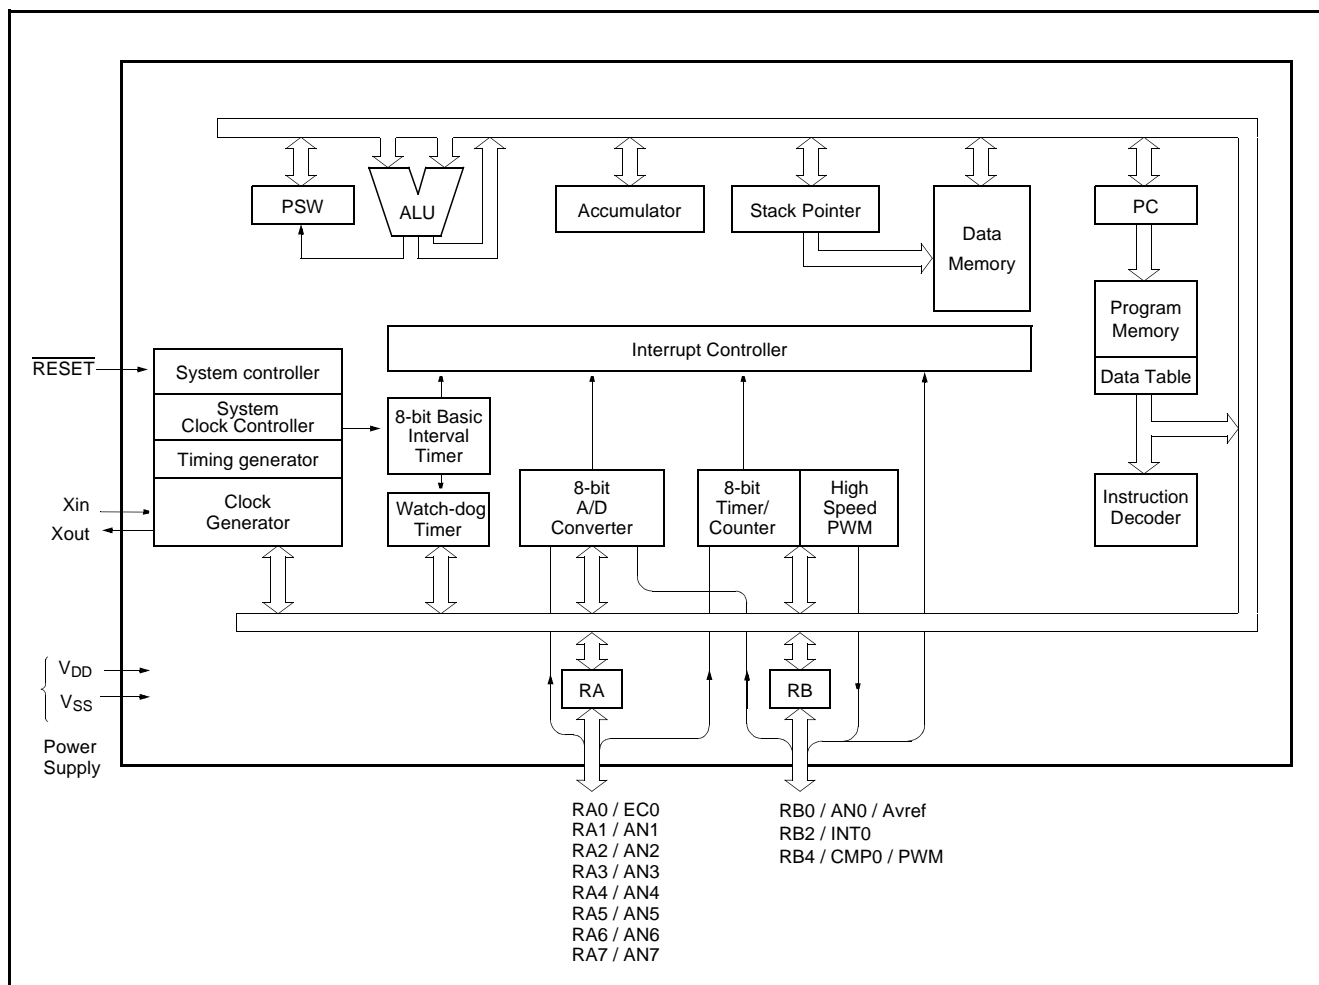 PSW
ALU
Accumulator
Stack Pointer
Data
Memory
PC
Program
Memory
Data Table
Instruction
Decoder
Interrupt Controller
RESET
System controller
System
Clock Controller
Timing generator
Clock
Generator
Xin
Xout
8-bit Basic
Interval
Timer
Watch-dog
Timer
8-bit
A/D
Converter
8-bit
Timer/
Counter
High
Speed
PWM
VDD
VSS
Power
Supply
RA
RB
RA0 / EC0
RA1 / AN1
RA2 / AN2
RA3 / AN3
RA4 / AN4
RA5 / AN5
RA6 / AN6
RA7 / AN7
RB0 / AN0 / Avref
RB2 / INT0
RB4 / CMP0 / PWM